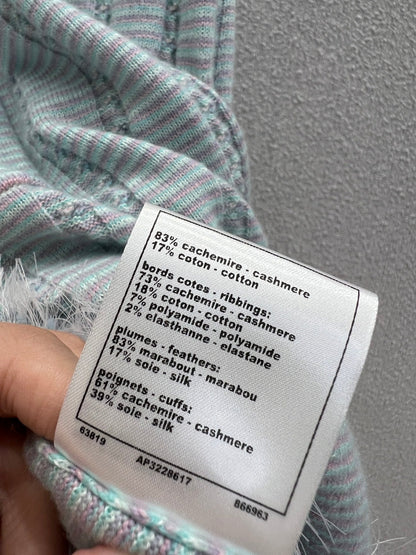 83% cachemire - cashmere
17% coton - cotton
bords cotes - ribbings:
73% cachemire - cashmere
18% coton - cotton
7% polyamide - polyamide
2% elasthanne - elastane
plumes - feathers:
83% marabout - marabou
17% soie - silk
poignets - cuffs:
61% cachemire - cashmere
39% soie - silk
63819 AP3228617 B66963